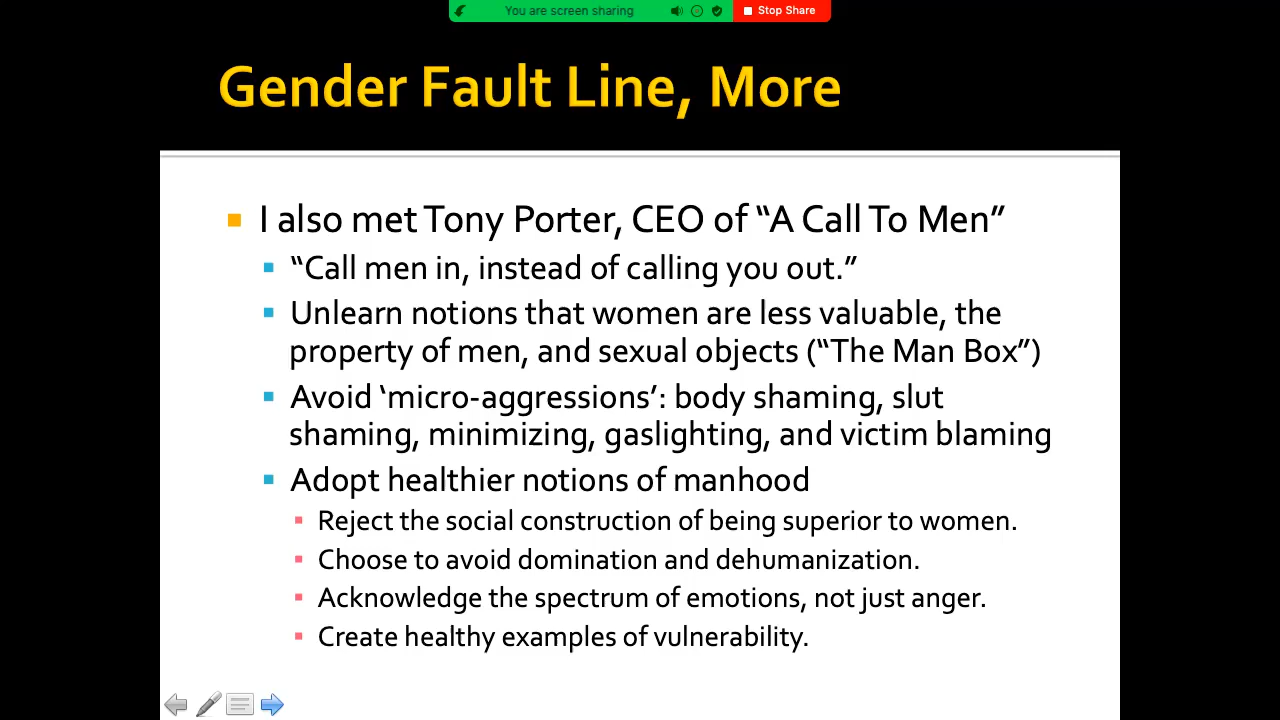 You are screen sharing
Stop Share
Gender Fault Line, More
I also met Tony Porter, CEO of “A Call To Men”
“Call men in, instead of calling you out.”
Unlearn notions that women are less valuable, the
property of men, and sexual objects (“The Man Box”)
Avoid ‘micro-aggressions’: body shaming, slut
shaming, minimizing, gaslighting, and victim blaming
Adopt healthier notions of manhood
Reject the social construction of being superior to women.
Choose to avoid domination and dehumanization.
Acknowledge the spectrum of emotions, not just anger.
Create healthy examples of vulnerability.